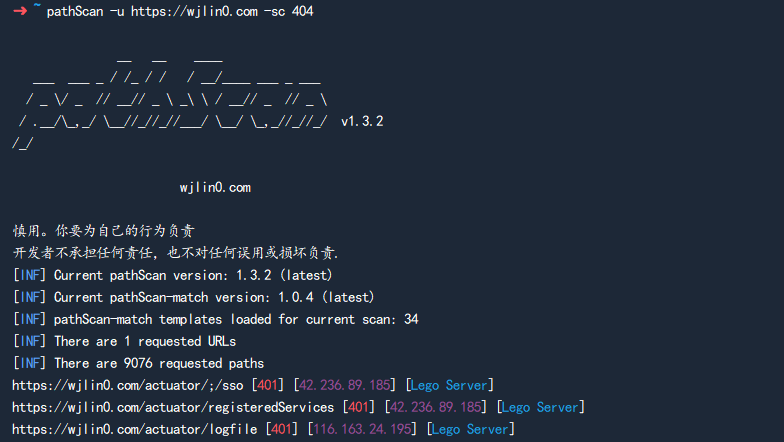 ➜ ~ pathScan -u https://wjlin0.com -sc 404
v1.3.2
wjlin0.com
慎用。你要为自己的行为负责
开发者不承担任何责任，也不对任何误用或损坏负责.
[INF] Current pathScan version: 1.3.2 (latest)
[INF] Current pathScan-match version: 1.0.4 (latest)
[INF] pathScan-match templates loaded for current scan: 34
[INF] There are 1 requested URLs
[INF] There are 9076 requested paths
https://wjlin0.com/actuator/;/sso [401] [42.236.89.185] [Lego Server]
https://wjlin0.com/actuator/registeredServices [401] [42.236.89.185] [Lego Server]
https://wjlin0.com/actuator/logfile [401] [116.163.24.195] [Lego Server]